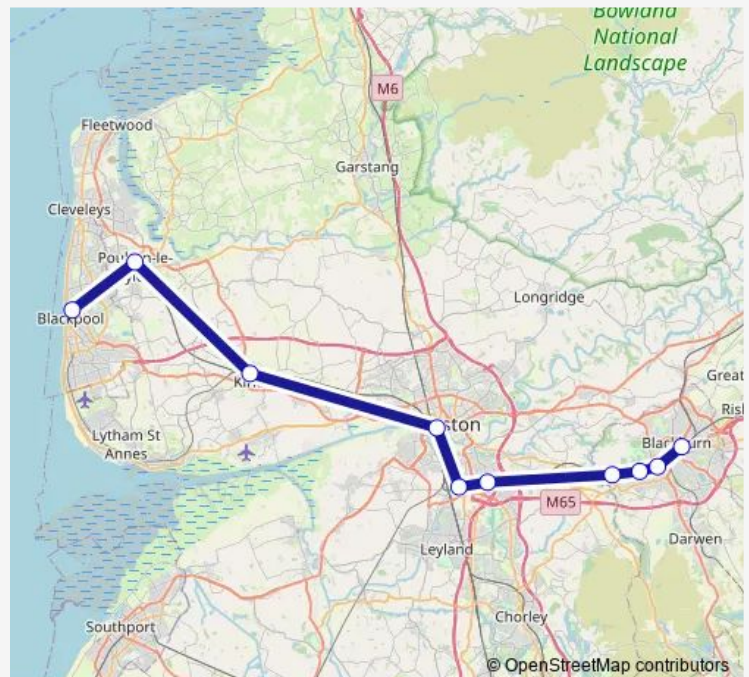 Bowland
National
Landscape
M6
Fleetwood
Garstang
Cleveleys
Longridge
Blackpool
Great
Lytham St
Annes
M65
Leyland
Darwen
Chorley
Southport
© OpenStreetMap contributors